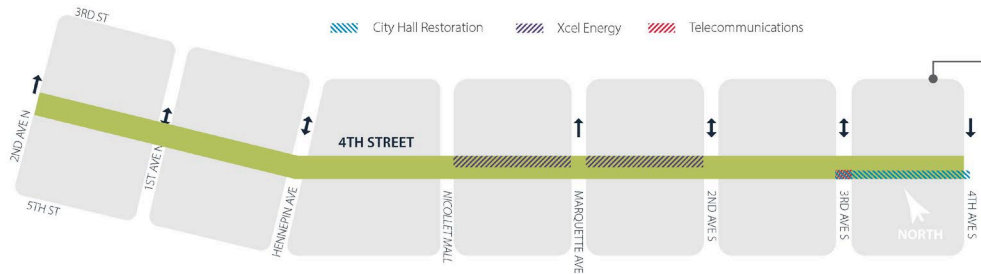 3RD ST
City Hall Restoration
Xcel Energy
Telecommunications
2ND AVE N
1ST AVE N
5TH ST
HENNEPIN AVE
4TH STREET
NICOLLET MALL
MARQUETTE AVE
2ND AVE S
3RD AVE S
4TH AVE S
NORTH